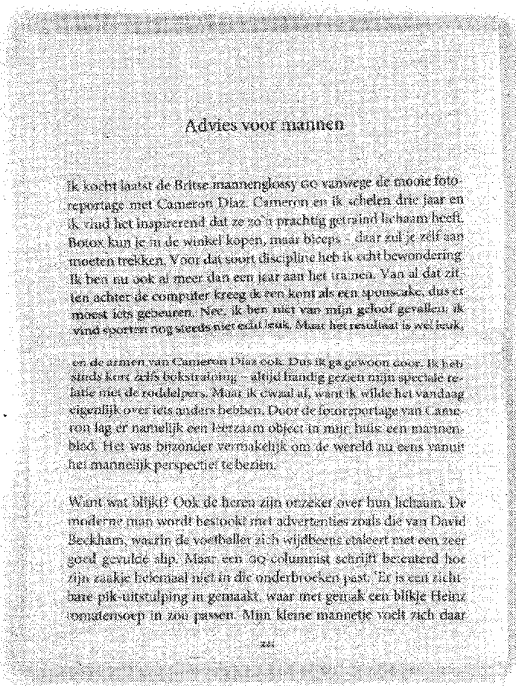 Advies voor mannen
Ik kocht laatst de Britse mannenglossy GQ vanwege de mooie foto-
reportage met Cameron Diaz. Cameron en ik schelen drie jaar en
ik vind het inspirerend dat ze zo'n prachtig getraind lichaam heeft.
Botox kun je in de winkel kopen, maar biceps – daar zul je zélf aan
moeten trekken. Voor dat soort discipline heb ik echt bewondering.
Ik ben nu ook al meer dan een jaar aan het trainen. Van al dat zit-
ten achter de computer kreeg ik een kont als een sponscake, dus er
moest iets gebeuren. Nee, ik ben niet van mijn geloof gevallen; ik
vind sporten nog steeds niet echt leuk. Maar het resultaat is wel leuk,
en de armen van Cameron Diaz ook. Dus ik ga gewoon door. Ik heb
sinds kort zelfs bokstraining – altijd handig gezien mijn speciale re-
latie met de roddelpers. Maar ik dwaal af, want ik wilde het vandaag
eigenlijk over iets anders hebben. Door de fotoreportage van Came-
ron lag er namelijk een leerzaam object in mijn huis: een mannen-
blad. Het was bijzonder vermakelijk om de wereld nu eens vanuit
het mannelijk perspectief te bezien.
Want wat blijkt? Ook de heren zijn onzeker over hun lichaam. De
moderne man wordt bestookt met advertenties zoals die van David
Beckham, waarin de voetballer zich wijdbeens etaleert met een zeer
goed gevulde slip. Maar een GQ-columnist schrijft beteuterd hoe
zijn zaakje helemaal niet in die onderbroeken past. 'Er is een zicht-
bare pik-uitstulping in gemaakt, waar met gemak een blikje Heinz
tomatensoep in zou passen. Mijn kleine mannetje voelt zich daar
221